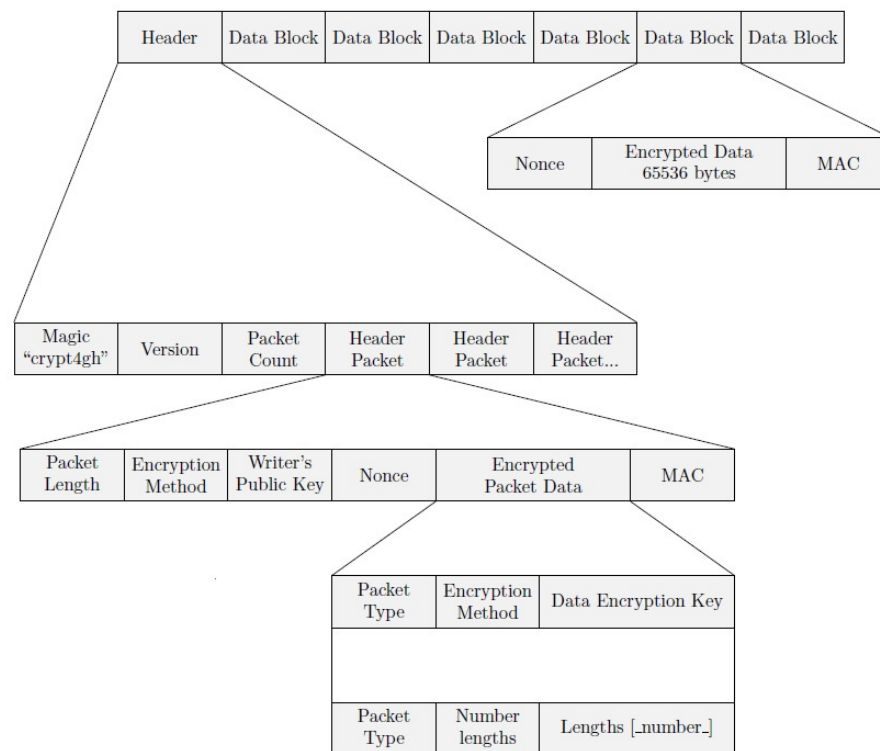 Header
Data Block
Data Block
Data Block
Data Block
Data Block
Data Block
Nonce
Encrypted Data
65536 bytes
MAC
Magic
“crypt4gh”
Version
Packet
Count
Header
Packet
Header
Packet
Header
Packet...
Packet
Length
Encryption
Method
Writer's
Public Key
Nonce
Encrypted
Packet Data
MAC
Packet
Type
Encryption
Method
Data Encryption Key
Packet
Type
Number
lengths
Lengths [_number_]